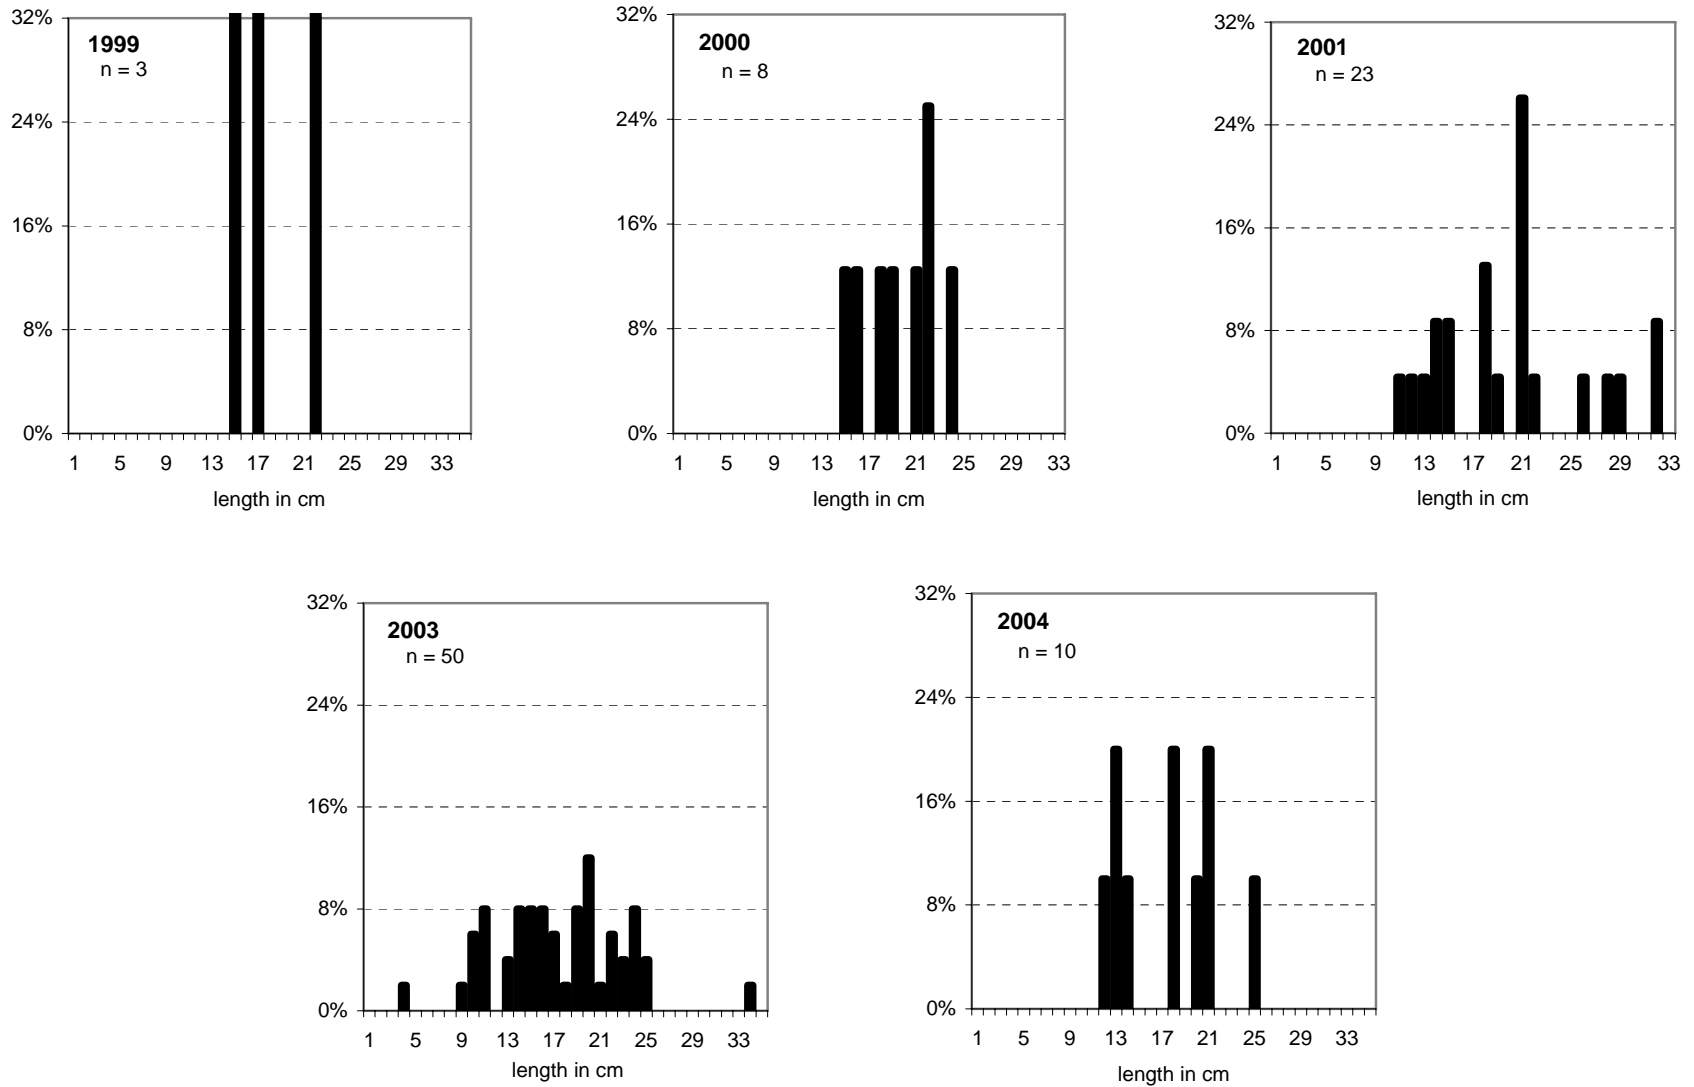 32%
1999
n = 3
24%
16%
8%
0%
1 5 9 13 17 21 25 29 33
length in cm
32%
2000
n = 8
24%
16%
8%
0%
1 5 9 13 17 21 25 29 33
length in cm
32%
2001
n = 23
24%
16%
8%
0%
1 5 9 13 17 21 25 29 33
length in cm
32%
2003
n = 50
24%
16%
8%
0%
1 5 9 13 17 21 25 29 33
length in cm
32%
2004
n = 10
24%
16%
8%
0%
1 5 9 13 17 21 25 29 33
length in cm